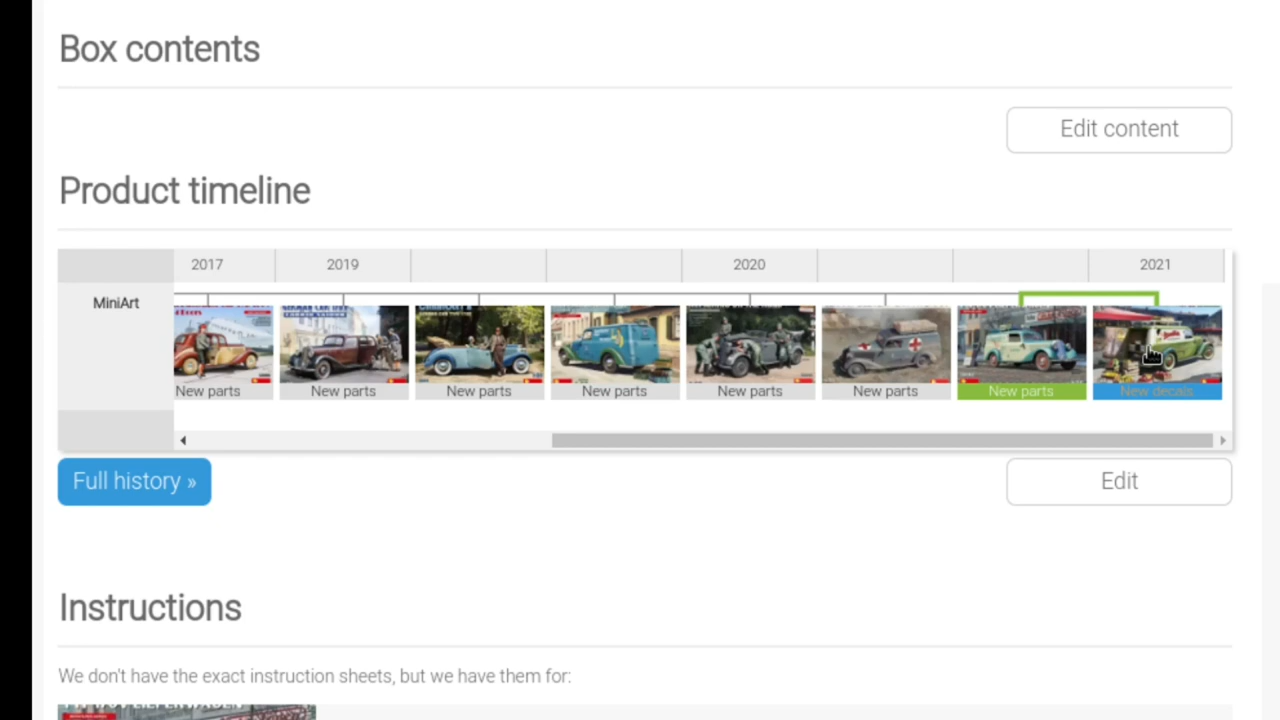 Box contents
Edit content
Product timeline
2017 2019 2020 2021
MiniArt
New parts New parts New parts New parts New parts New parts New parts New decals
Full history »
Edit
Instructions
We don't have the exact instruction sheets, but we have them for: